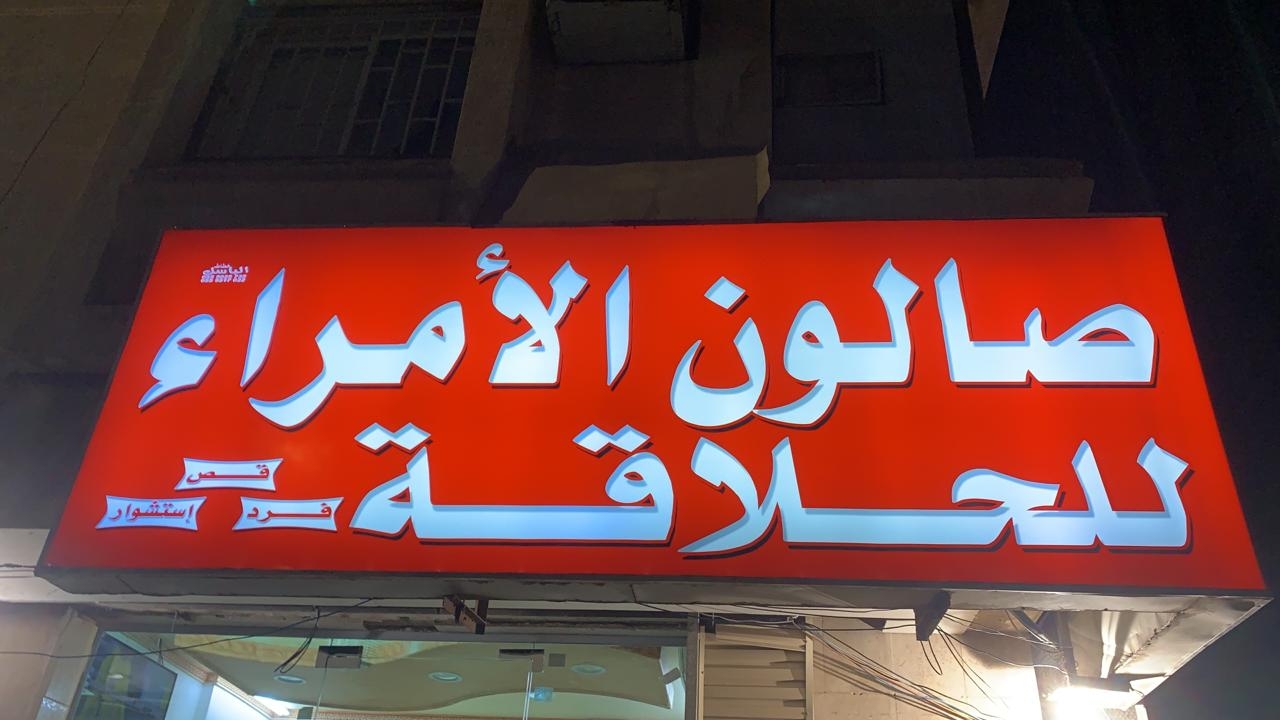 صالون الأمراء
للحلاقة
قص
فرد
إستشوار